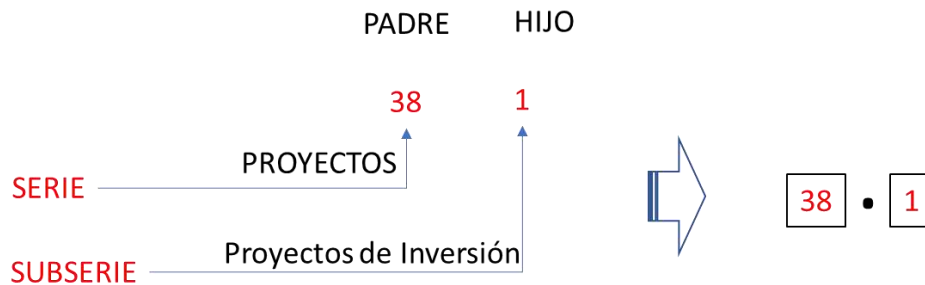 PADRE HIJO
38 1
PROYECTOS
SERIE
38 . 1
Proyectos de Inversión
SUBSERIE